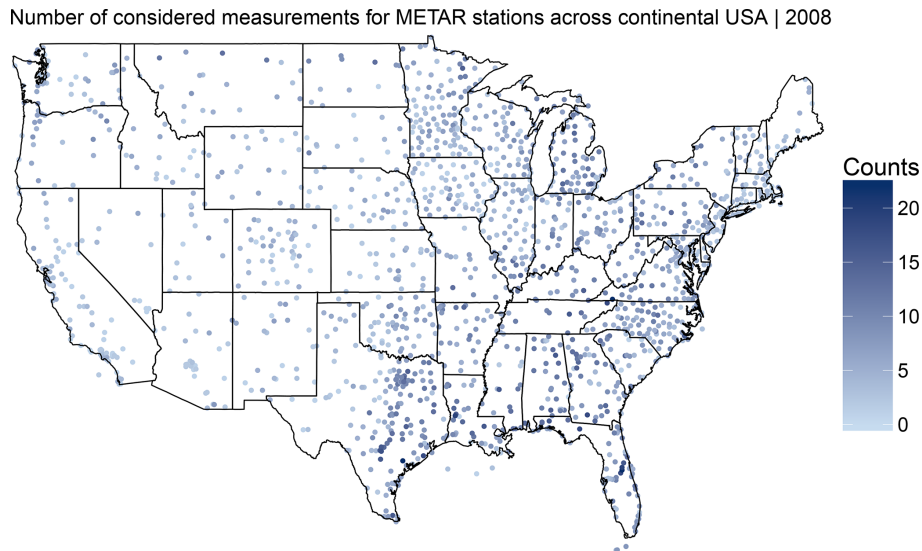 Number of considered measurements for METAR stations across continental USA | 2008
Counts
20
15
10
5
0